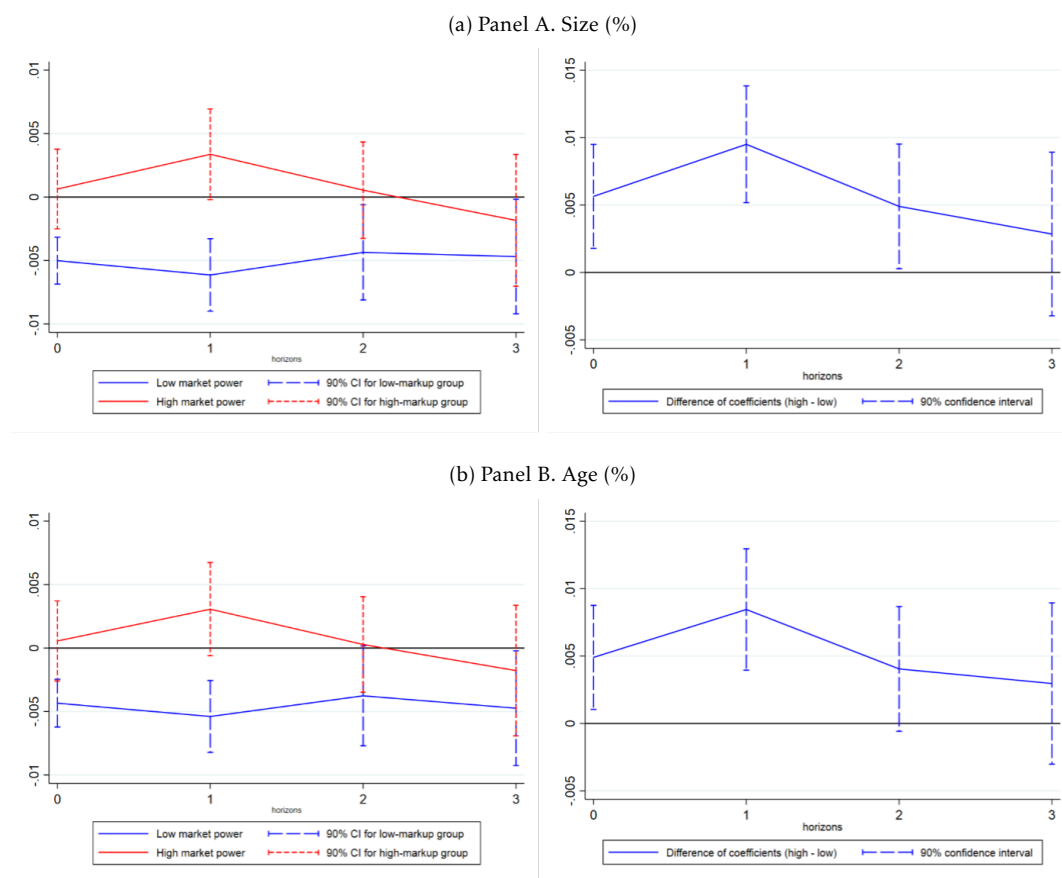 (a) Panel A. Size (%)
.01
.005
0
-.005
-.01
0 1 2 3
horizons
Low market power 90% CI for low-markup group
High market power 90% CI for high-markup group
.015
.01
.005
0
-.005
0 1 2 3
horizons
Difference of coefficients (high - low) 90% confidence interval
(b) Panel B. Age (%)
.01
.005
0
-.005
-.01
0 1 2 3
horizons
Low market power 90% CI for low-markup group
High market power 90% CI for high-markup group
.015
.01
.005
0
-.005
0 1 2 3
horizons
Difference of coefficients (high - low) 90% confidence interval